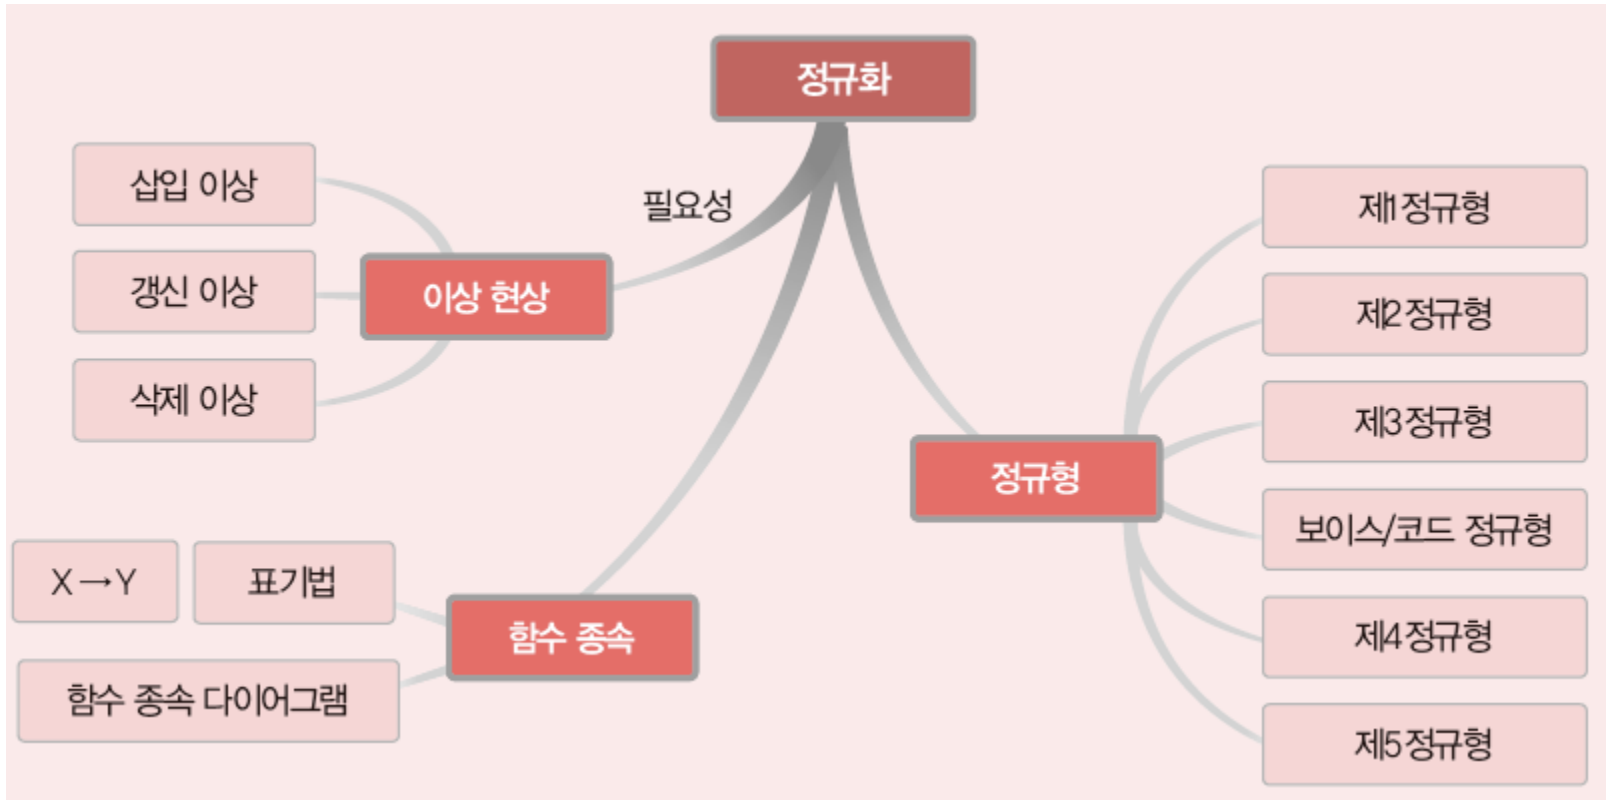 정규화
필요성
이상 현상
삽입 이상
갱신 이상
삭제 이상
함수 종속
표기법
X→Y
함수 종속 다이어그램
정규형
제1정규형
제2정규형
제3정규형
보이스/코드 정규형
제4정규형
제5정규형